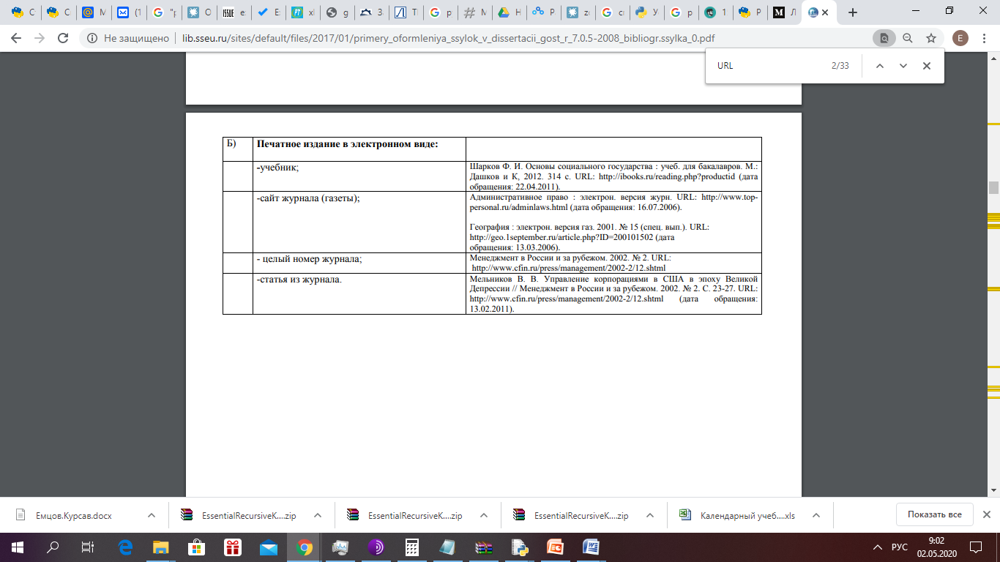 С
С
М
(1
"р
О
ISSUE
е
Е
PT
xl
g
З
Л
ТІ
р
М
Н
Р
z
сі
У
р
1
Р
М
Л
Не защищено
lib.sseu.ru/sites/default/files/2017/01/primery_oformleniya_ssylok_v_dissertacii_gost_r_7.0.5-2008_bibliogr.ssylka_0.pdf
Е
URL 2/33
Б) Печатное издание в электронном виде:
-учебник;
Шарков Ф. И. Основы социального государства : учеб. для бакалавров. М.:
Дашков и К, 2012. 314 с. URL: http://ibooks.ru/reading.php?productid (дата
обращения: 22.04.2011).
-сайт журнала (газеты);
Административное право : электрон. версия журн. URL: http://www.top-
personal.ru/adminlaws.html (дата обращения: 16.07.2006).
География : электрон. версия газ. 2001. № 15 (спец. вып.). URL:
http://geo.1september.ru/article.php?ID=200101502 (дата
обращения: 13.03.2006).
- целый номер журнала;
Менеджмент в России и за рубежом. 2002. № 2. URL:
http://www.cfin.ru/press/management/2002-2/12.shtml
-статья из журнала.
Мельников В. В. Управление корпорациями в США в эпоху Великой
Депрессии // Менеджмент в России и за рубежом. 2002. № 2. С. 23-27. URL:
http://www.cfin.ru/press/management/2002-2/12.shtml (дата обращения:
13.02.2011).
Емцов.Курсав.docx
EssentialRecursiveK....zip
EssentialRecursiveK....zip
EssentialRecursiveK....zip
Календарный учеб....xls
Показать все
РУС
9:02
02.05.2020